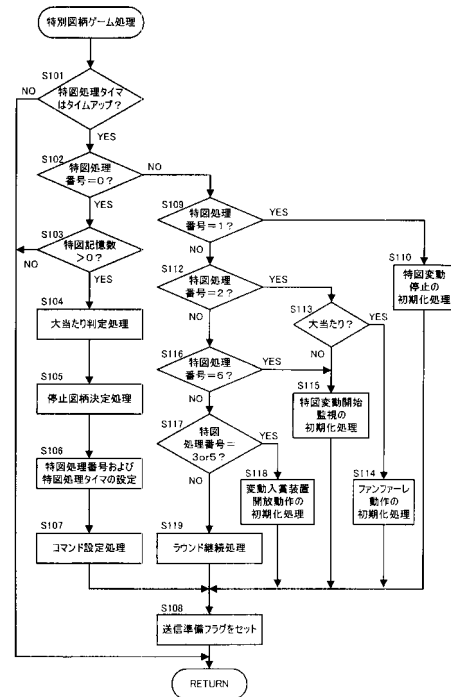 特別図柄ゲーム処理
S101
特図処理タイマ
はタイムアップ?
NO
YES
S102
特図処理
番号=0?
NO
YES
S103
特図記憶数
>0?
NO
YES
S104
大当たり判定処理
S105
停止図柄決定処理
S106
特図処理番号および
特図処理タイマの設定
S107
コマンド設定処理
S109
特図処理
番号=1?
YES
NO
S110
特図変動
停止の
初期化処理
S112
特図処理
番号=2?
YES
NO
S113
大当たり?
YES
NO
S116
特図処理
番号=6?
YES
NO
S115
特図変動開始
監視の
初期化処理
S117
特図
処理番号=
3or5?
YES
NO
S118
変動入賞装置
開放動作の
初期化処理
S114
ファンファーレ
動作の
初期化処理
S119
ラウンド継続処理
S108
送信準備フラグをセット
RETURN